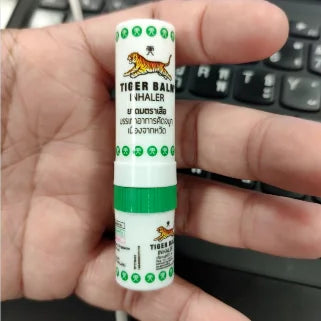 TIGER BALM
INHALER
ยาดมตราเสือ
บรรเทาอาการคัดจมูก
เนื่องจากหวัด
TIGER BALM
INHALER